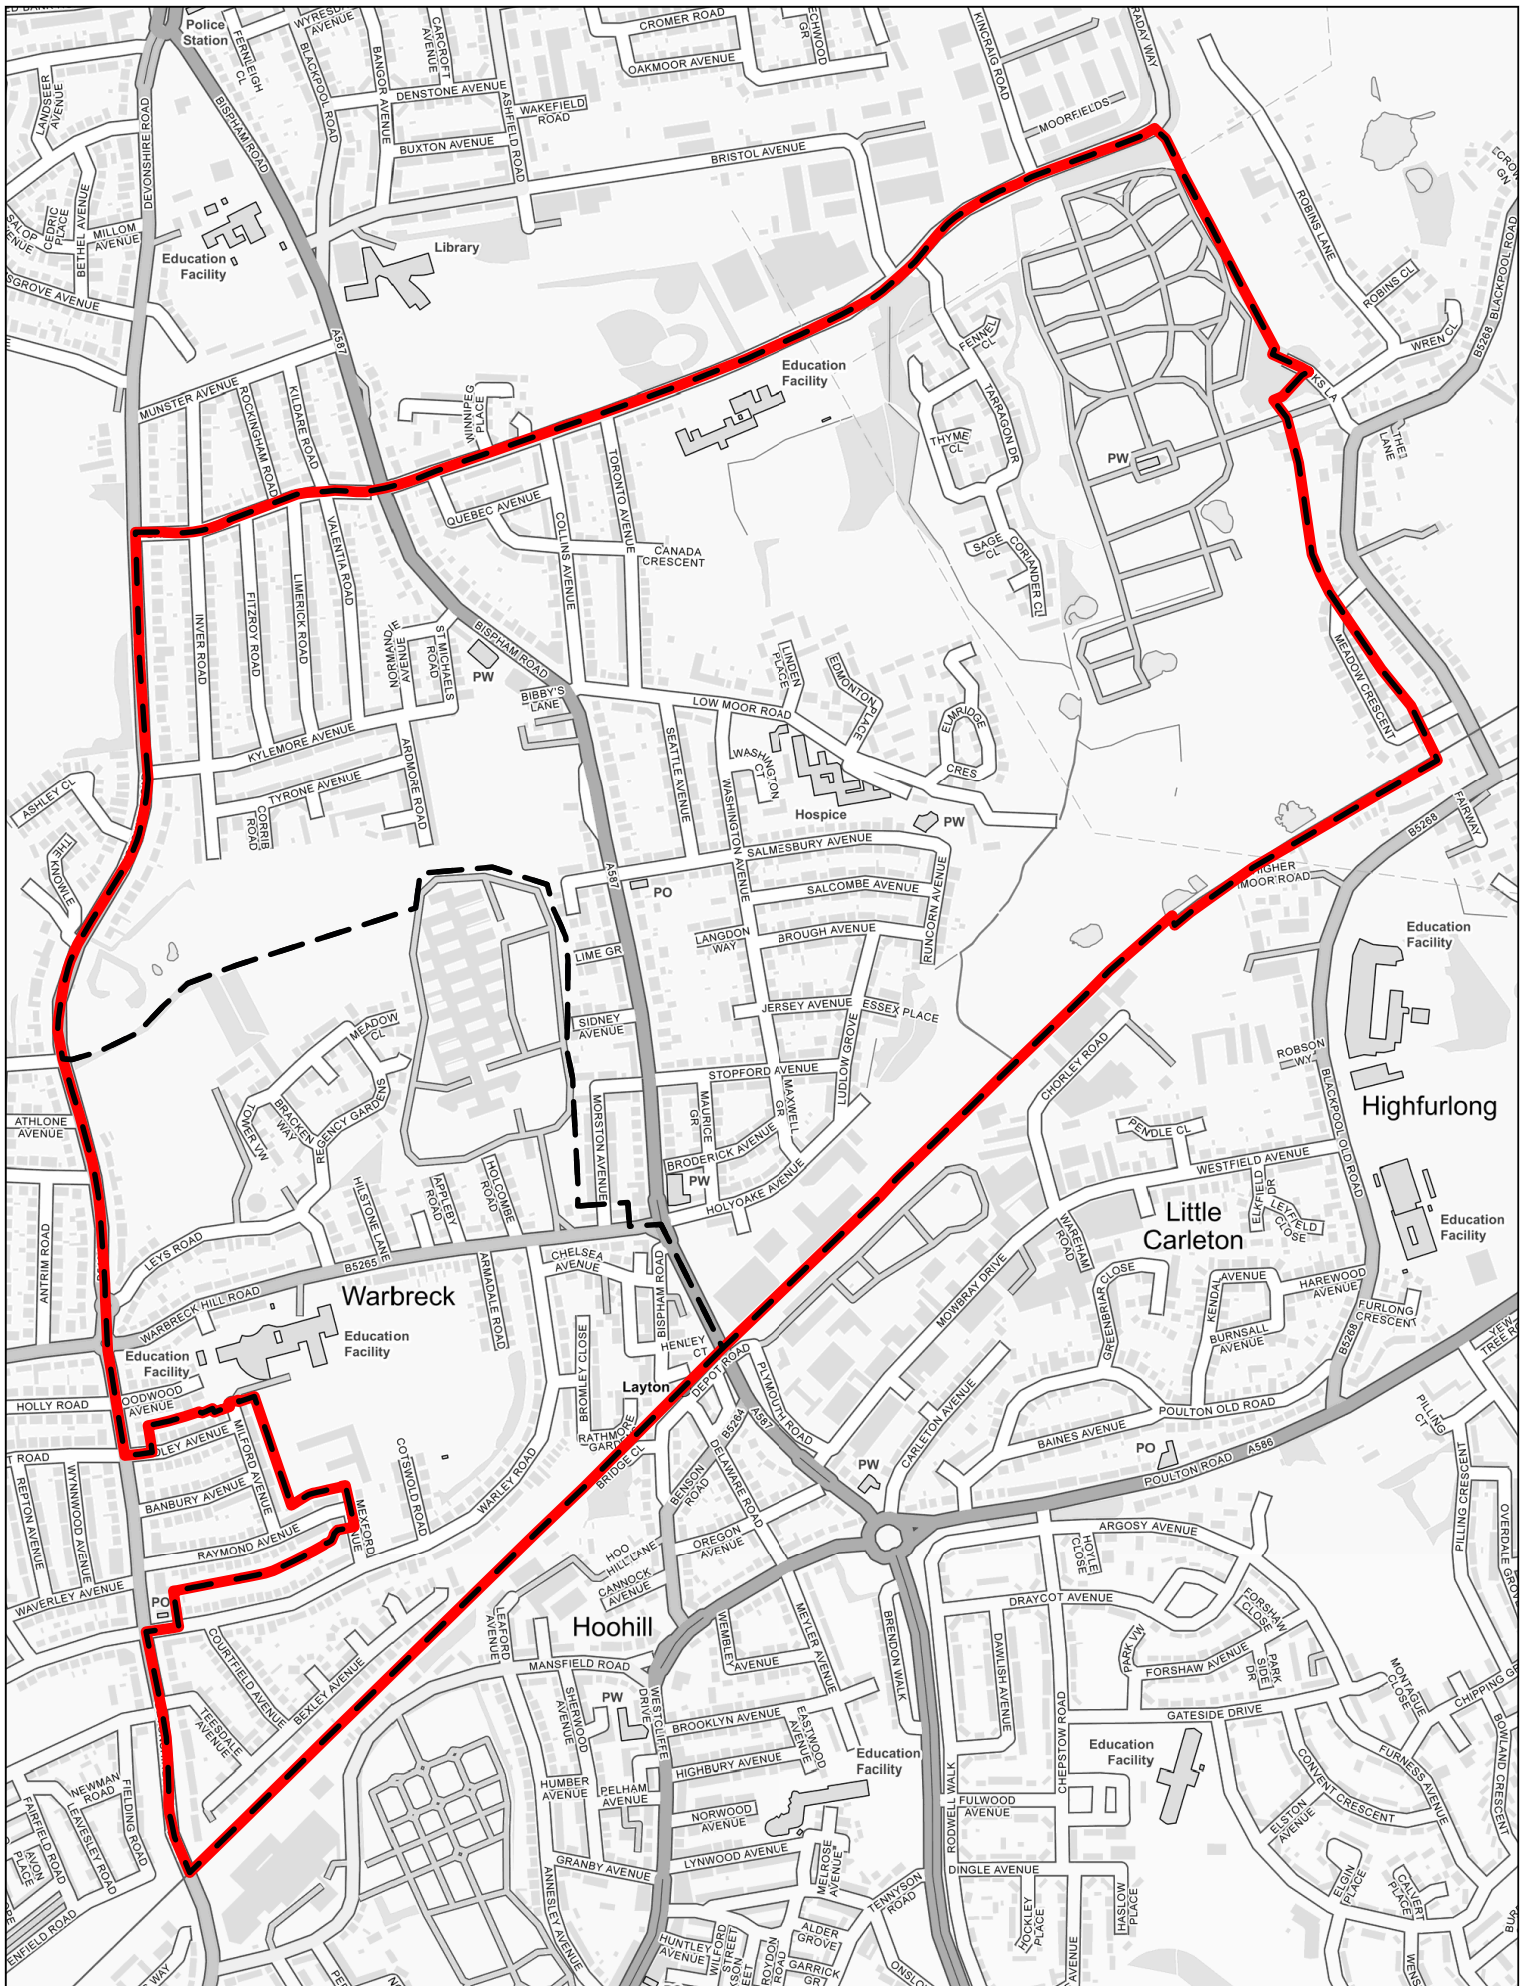 Police
Station
FERNLEIGH
CL
BLACKPOOL ROAD
BANGOR AVENUE
CARCROFT
AVENUE
CROMER ROAD
OAKMOOR AVENUE
KINCRAIG ROAD
MOORFIELDS
LANDSEER
AVENUE
DEVONSHIRE ROAD
BISPHAM ROAD
DENSTONE AVENUE
ASHFIELD ROAD
WAKEFIELD
ROAD
BUXTON AVENUE
BRISTOL AVENUE
CEDRIC
PLACE
BETHEL AVENUE
MILLOM
AVENUE
Education
Facility
Library
ROBINS LANE
ROBINS CL
WREN CL
B5268 BLACKPOOL ROAD
A587
MUNSTER AVENUE
ROCKINGHAM ROAD
KILDARE ROAD
WINNIPEG
PLACE
Education
Facility
FENNEL
CL
TARRAGON DR
THYME
CL
PW
KS LA
QUEBEC AVENUE
TORONTO AVENUE
COLLINS AVENUE
CANADA
CRESCENT
SAGE
CL
CORIANDER CL
VALENTIA ROAD
LIMERICK ROAD
FITZROY ROAD
INVER ROAD
ST MICHAELS
ROAD
BISPHAM ROAD
PW
BIBBY'S
LANE
LINDEN
PLACE
EDMONTON PLACE
LOW MOOR ROAD
ELMRIDGE
CRES
MEADOW CRESCENT
KYLEMORE AVENUE
TYRONE AVENUE
ARDMORE ROAD
CORRIB
ROAD
ASHLEY CL
THE KNOWLE
SEATTLE AVENUE
WASHINGTON
CT
WASHINGTON AVENUE
Hospice
PW
FAIRWAY
B5268
A587
PO
SALMESBURY AVENUE
SALCOMBE AVENUE
RUNCORN AVENUE
LANGDON
WAY
LIME GR
SIDNEY
AVENUE
JERSEY AVENUE
ESSEX PLACE
LUDLOW GROVE
STOPFORD AVENUE
MAXWELL
GR
MAURICE
GR
MORSTON AVENUE
BRODERICK AVENUE
HOLYOAKE AVENUE
PW
Education
Facility
ROBSON
WY
CHORLEY ROAD
BLACKPOOL OLD ROAD
Highfurlong
PENDLE CL
WESTFIELD AVENUE
ELKFIELD
DR
LEYFIELD
CLOSE
Little
Carleton
Education
Facility
WAREHAM
ROAD
MOWBRAY DRIVE
GREENBRIAR CLOSE
KENDAL AVENUE
HAREWOOD
AVENUE
BURNSALL
AVENUE
FURLONG
CRESCENT
B5268
MEADOW
CL
TOWER VW
BRACKEN
WAY
REGENCY GARDENS
ATHLONE
AVENUE
ANTRIM ROAD
LEYS ROAD
HILSTONE LANE
APPLEBY
ROAD
HOLCOMBE
ROAD
B5265
WARBRECK HILL ROAD
Warbreck
ARMADALE ROAD
CHELSEA
AVENUE
BISPHAM ROAD
HENLEY
CT
DEPOT ROAD
Layton
BROMLEY CLOSE
RATHMORE
BRIDGE CL
Education
Facility
Education
Facility
HOLLY ROAD
REPTON AVENUE
WYNNWOOD AVENUE
BANBURY AVENUE
MILFORD AVENUE
RAYMOND AVENUE
WAVERLEY AVENUE
COTSWOLD ROAD
WARLEY ROAD
PO
PLYMOUTH ROAD
A587
B5264
DELAWARE ROAD
BENSON
ROAD
OREGON
AVENUE
PW
CARLETON AVENUE
BAINES AVENUE
POULTON OLD ROAD
PO
POULTON ROAD
A586
PILLING
CT
PILLING CRESCENT
HOO
HILL LANE
CANNOCK
AVENUE
Hoohill
LEAFORD
AVENUE
COURTFIELD AVENUE
BEXLEY AVENUE
TEESDALE
AVENUE
MANSFIELD ROAD
SHERWOOD
AVENUE
PW
WESTCLIFFE
DRIVE
WEMBLEY
AVENUE
MEYLER AVENUE
BRENDON WALK
BROOKLYN AVENUE
HIGHBURY AVENUE
EASTWOOD
AVENUE
Education
Facility
HUMBER
AVENUE
PELHAM
AVENUE
NORWOOD
AVENUE
LYNWOOD AVENUE
MELROSE
AVENUE
GRANBY AVENUE
ANNESLEY AVENUE
HUNTLEY
AVENUE
WILFORD
STREET
ALDER
GROVE
GARRICK
GR
TENNYSON
ROAD
ARGOSY AVENUE
HOYLE
CLOSE
DRAYCOT AVENUE
DAWLISH AVENUE
CHEPSTOW ROAD
PARK VW
FORSHAW
CLOSE
FORSHAW AVENUE
PARK
SIDE
DR
GATESIDE DRIVE
MONTAGUE
CLOSE
BOWLAND CRESCENT
FURNESS AVENUE
CONVENT CRESCENT
ELSTON
AVENUE
Education
Facility
RODWELL WALK
FULWOOD
AVENUE
DINGLE AVENUE
HOCKLEY
PLACE
HASLOW
PLACE
ELGIN
PLACE
CALVERT
PLACE
NEWMAN
ROAD
FIELDING ROAD
LEAVESLEY ROAD
FAIRFIELD ROAD
AVON
PLACE